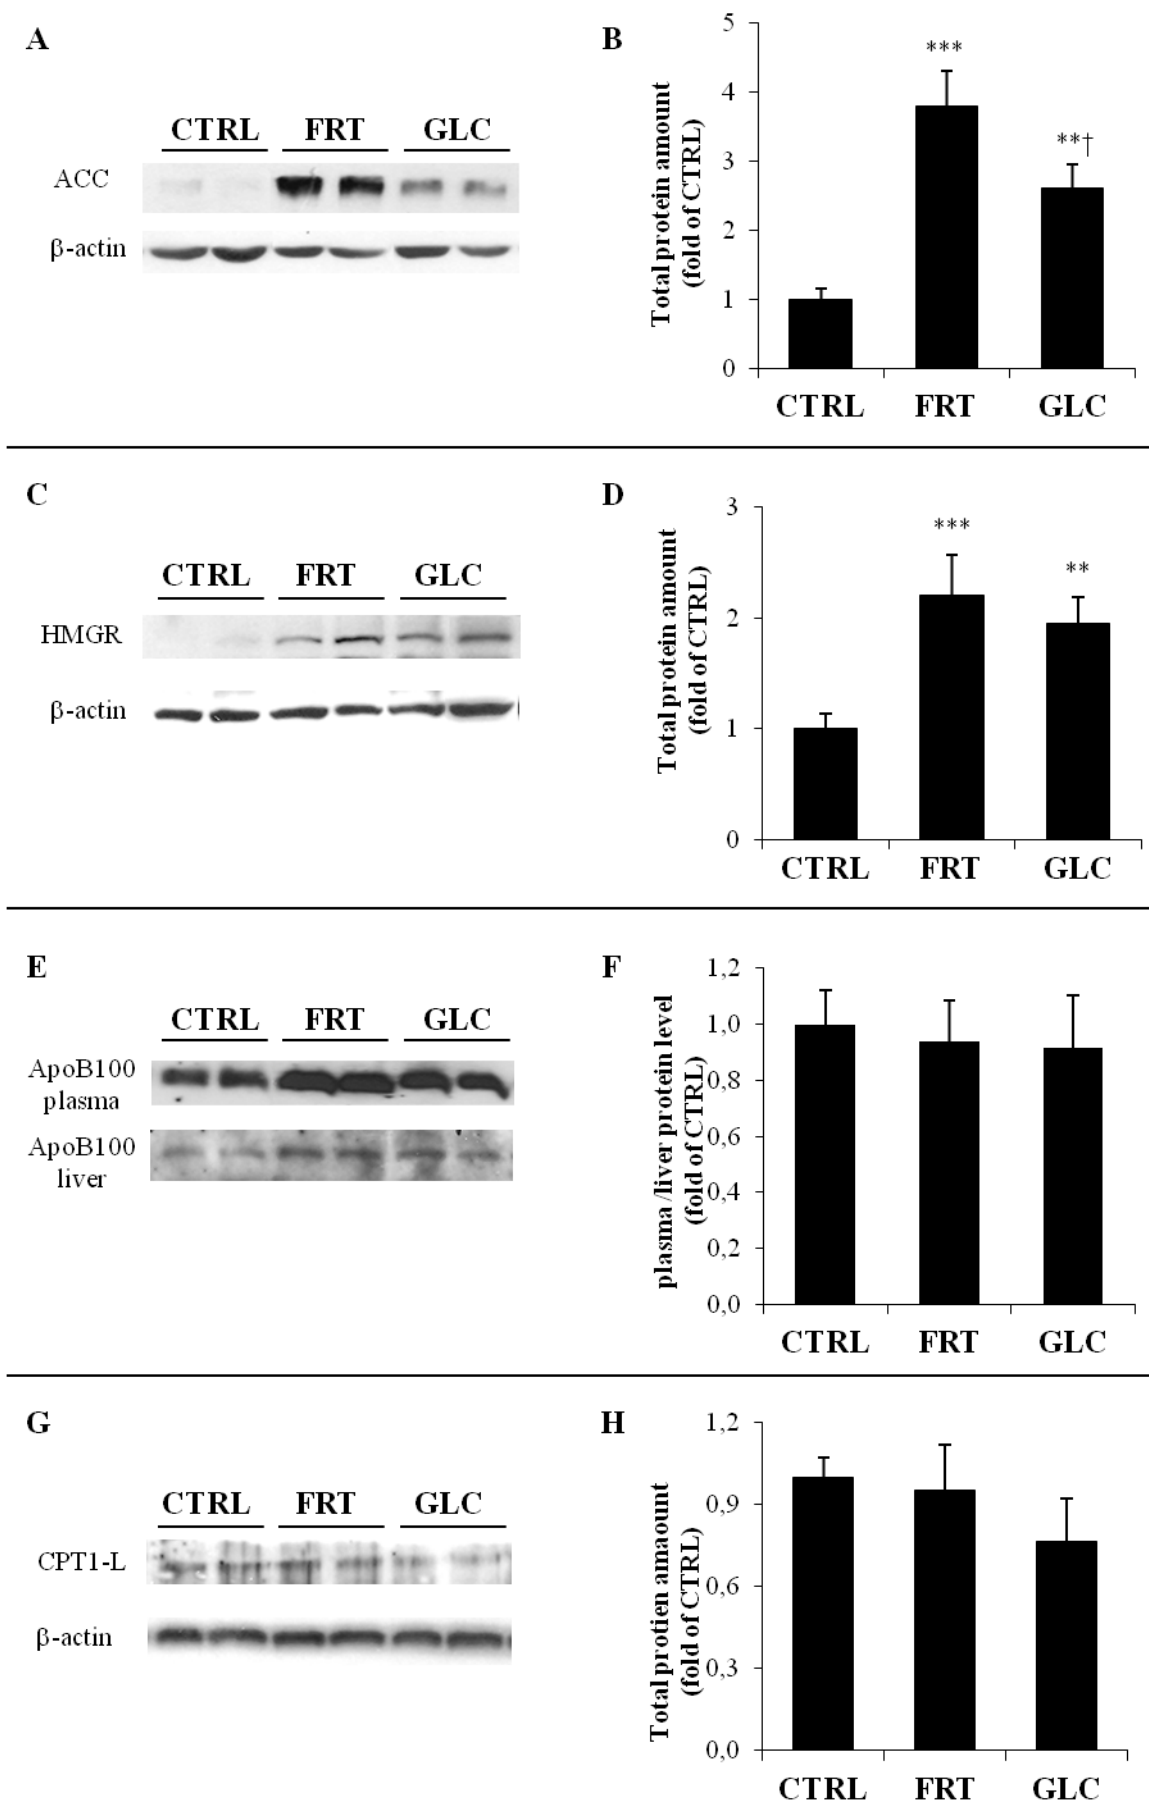 A
CTRL FRT GLC
ACC
β-actin
B
Total protein amount
(fold of CTRL)
5
4
3
2
1
0
***
**†
CTRL FRT GLC
C
CTRL FRT GLC
HMGR
β-actin
D
Total protein amount
(fold of CTRL)
3
2
1
0
***
**
CTRL FRT GLC
E
CTRL FRT GLC
ApoB100
plasma
ApoB100
liver
F
plasma /liver protein level
(fold of CTRL)
1,2
1,0
0,8
0,6
0,4
0,2
0,0
CTRL FRT GLC
G
CTRL FRT GLC
CPT1-L
β-actin
H
Total protien amaount
(fold of CTRL)
1,2
0,9
0,6
0,3
0,0
CTRL FRT GLC